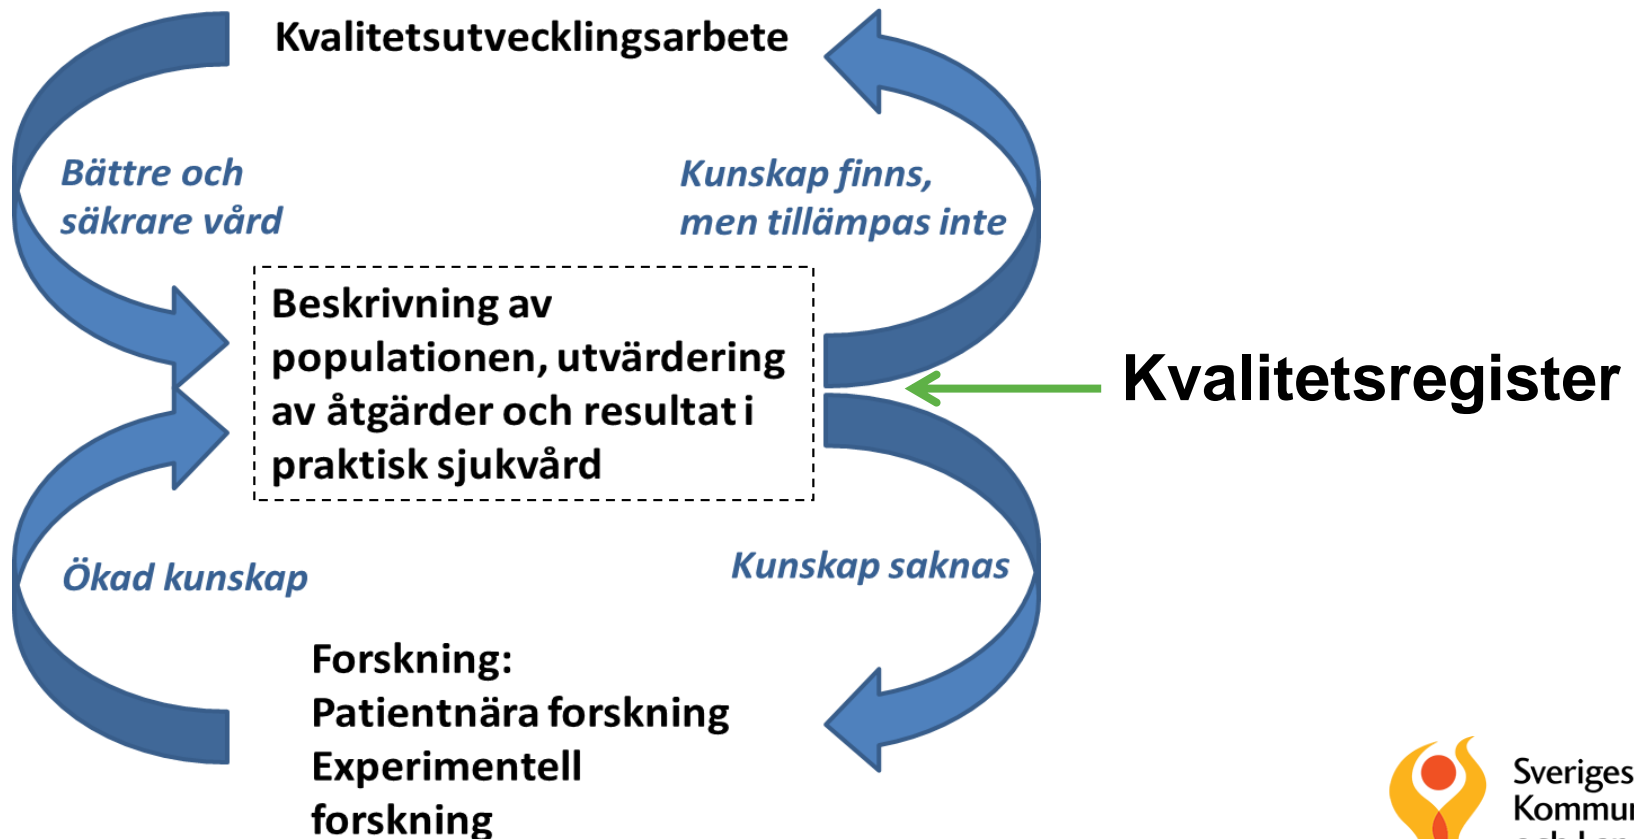 Kvalitetsutvecklingsarbete
Bättre och
säkrare vård
Kunskap finns,
men tillämpas inte
Beskrivning av
populationen, utvärdering
av åtgärder och resultat i
praktisk sjukvård
Kvalitetsregister
Ökad kunskap
Kunskap saknas
Forskning:
Patientnära forskning
Experimentell
forskning
Sveriges